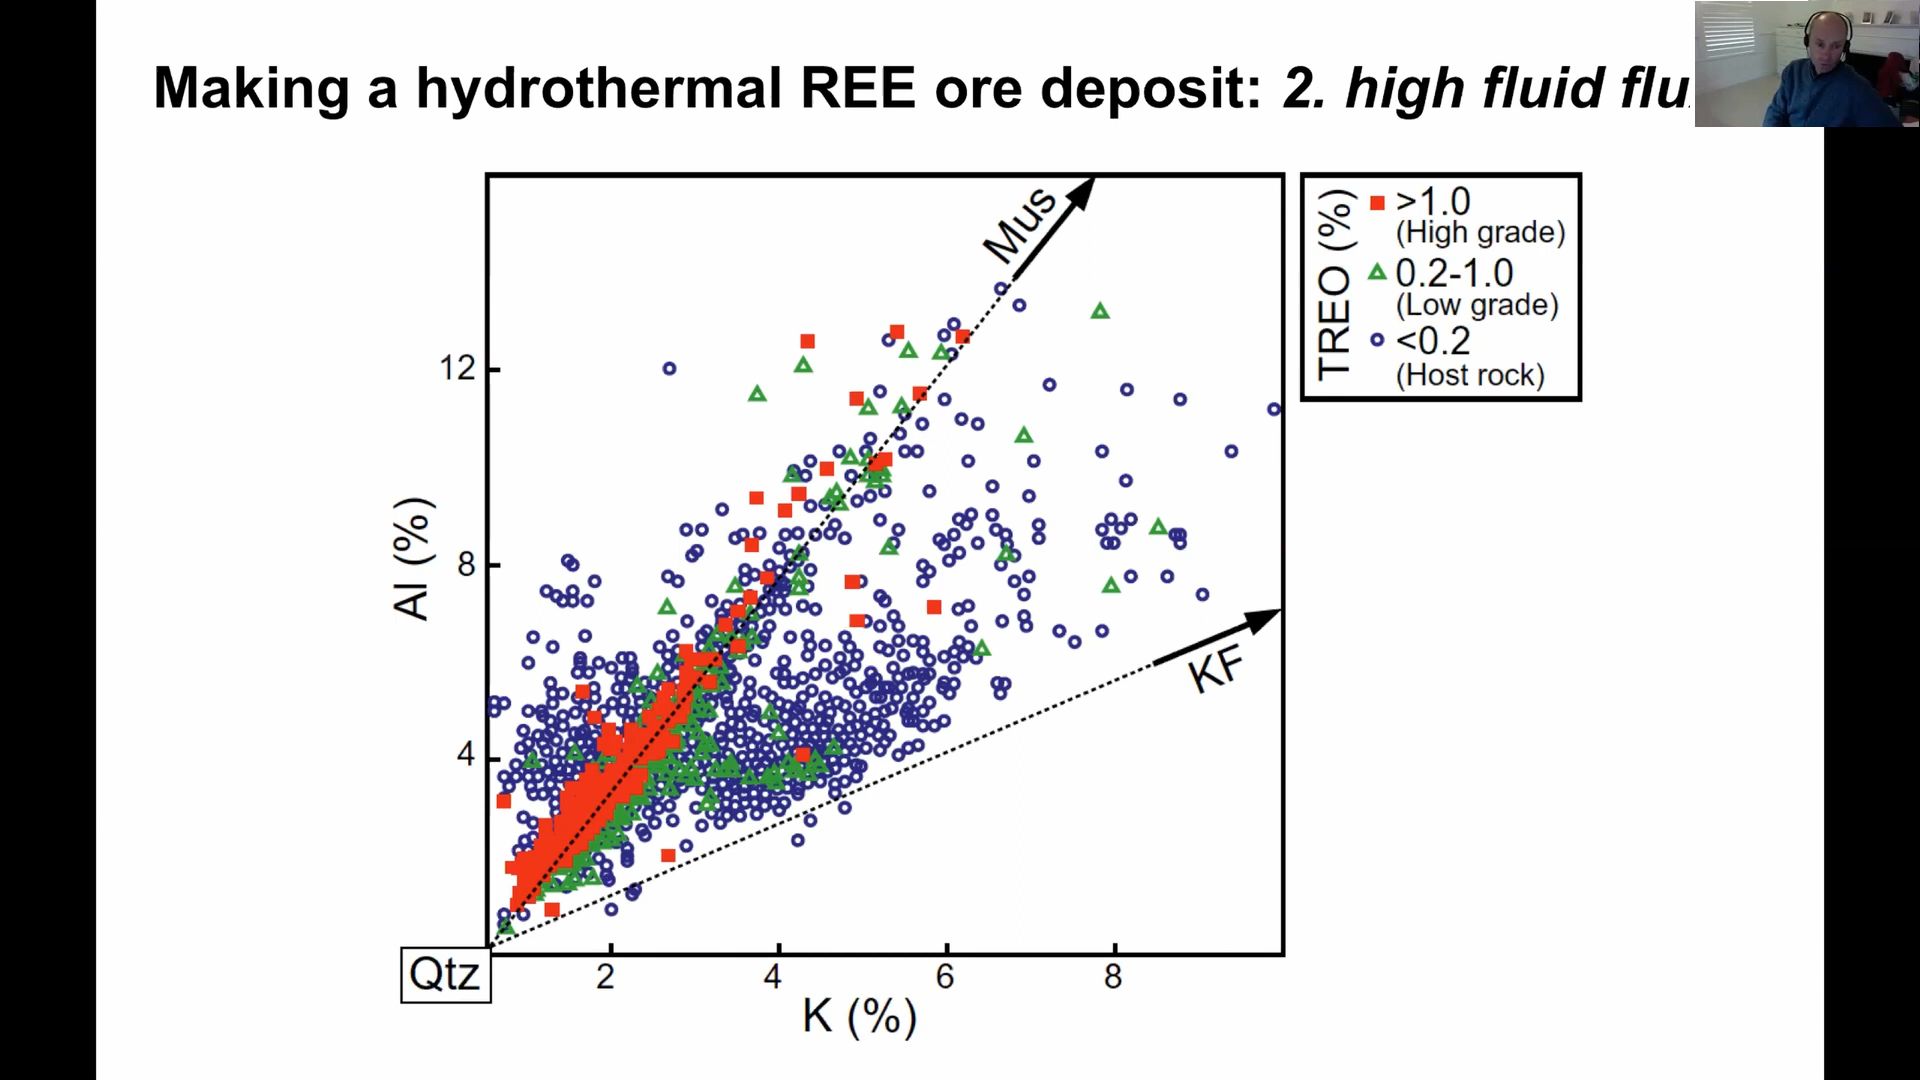 Making a hydrothermal REE ore deposit: 2. high fluid flu
Mus
KF
Al (%)
12
8
4
Qtz
2
4
6
8
K (%)
TREO (%)
>1.0
(High grade)
0.2-1.0
(Low grade)
<0.2
(Host rock)